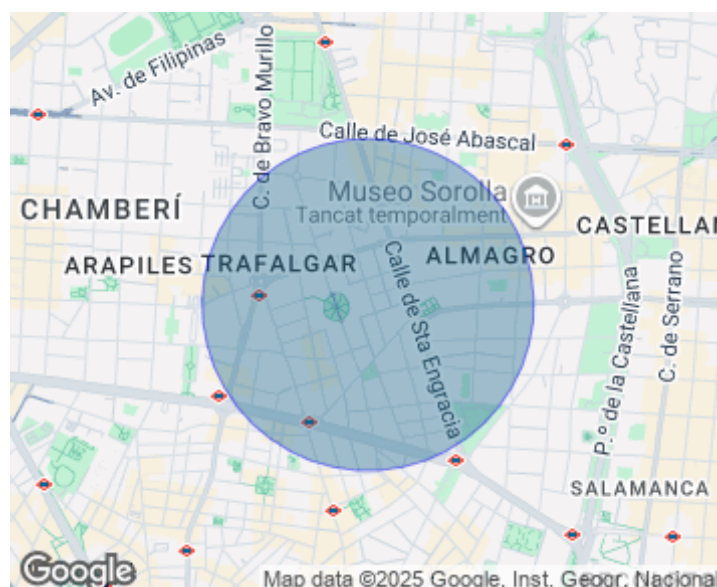 Av. de Filipinas
C. de Bravo Murillo
Calle de José Abascal
Museo Sorolla
Tancat temporalment
CHAMBERÍ
CASTELLAN
ARAPILES
TRAFALGAR
ALMAGRO
Calle de Sta Engracia
P.º de la Castellana
C. de Serrano
SALAMANCA
Google
Map data ©2025 Google, Inst. Geogr. Nacional